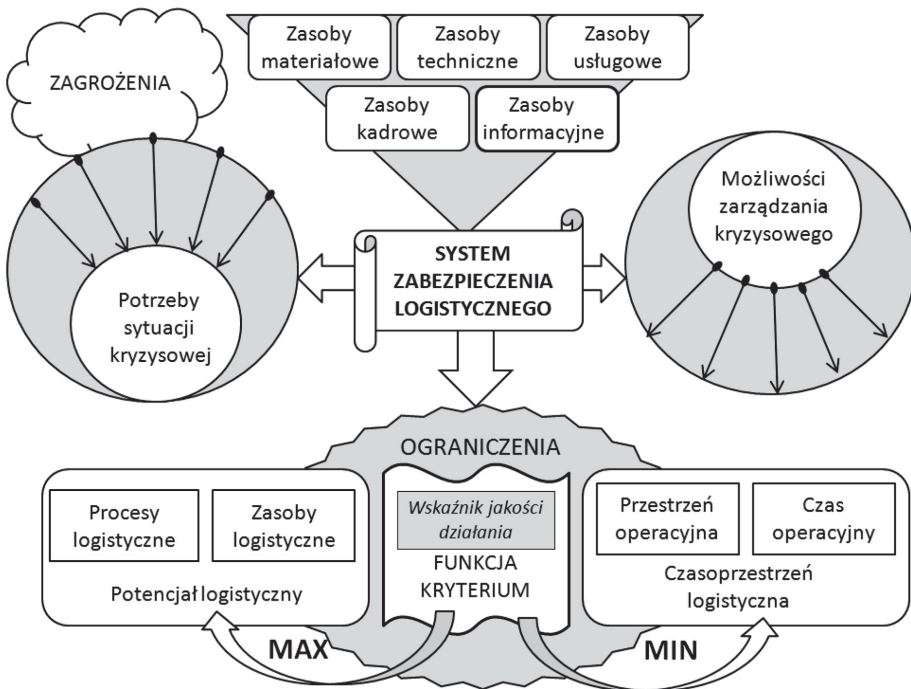 ZAGROŻENIA
Zasoby
materiałowe
Zasoby
techniczne
Zasoby
usługowe
Zasoby
kadrowe
Zasoby
informacyjne
Potrzeby
sytuacji
kryzysowej
SYSTEM
ZABEZPIECZENIA
LOGISTYCZNEGO
Możliwości
zarządzania
kryzysowego
OGRANICZENIA
Procesy
logistyczne
Zasoby
logistyczne
Potencjał logistyczny
Wskaźnik jakości
działania
FUNKCJA
KRYTERIUM
Przestrzeń
operacyjna
Czas
operacyjny
Czasoprzestrzeń
logistyczna
MAX
MIN